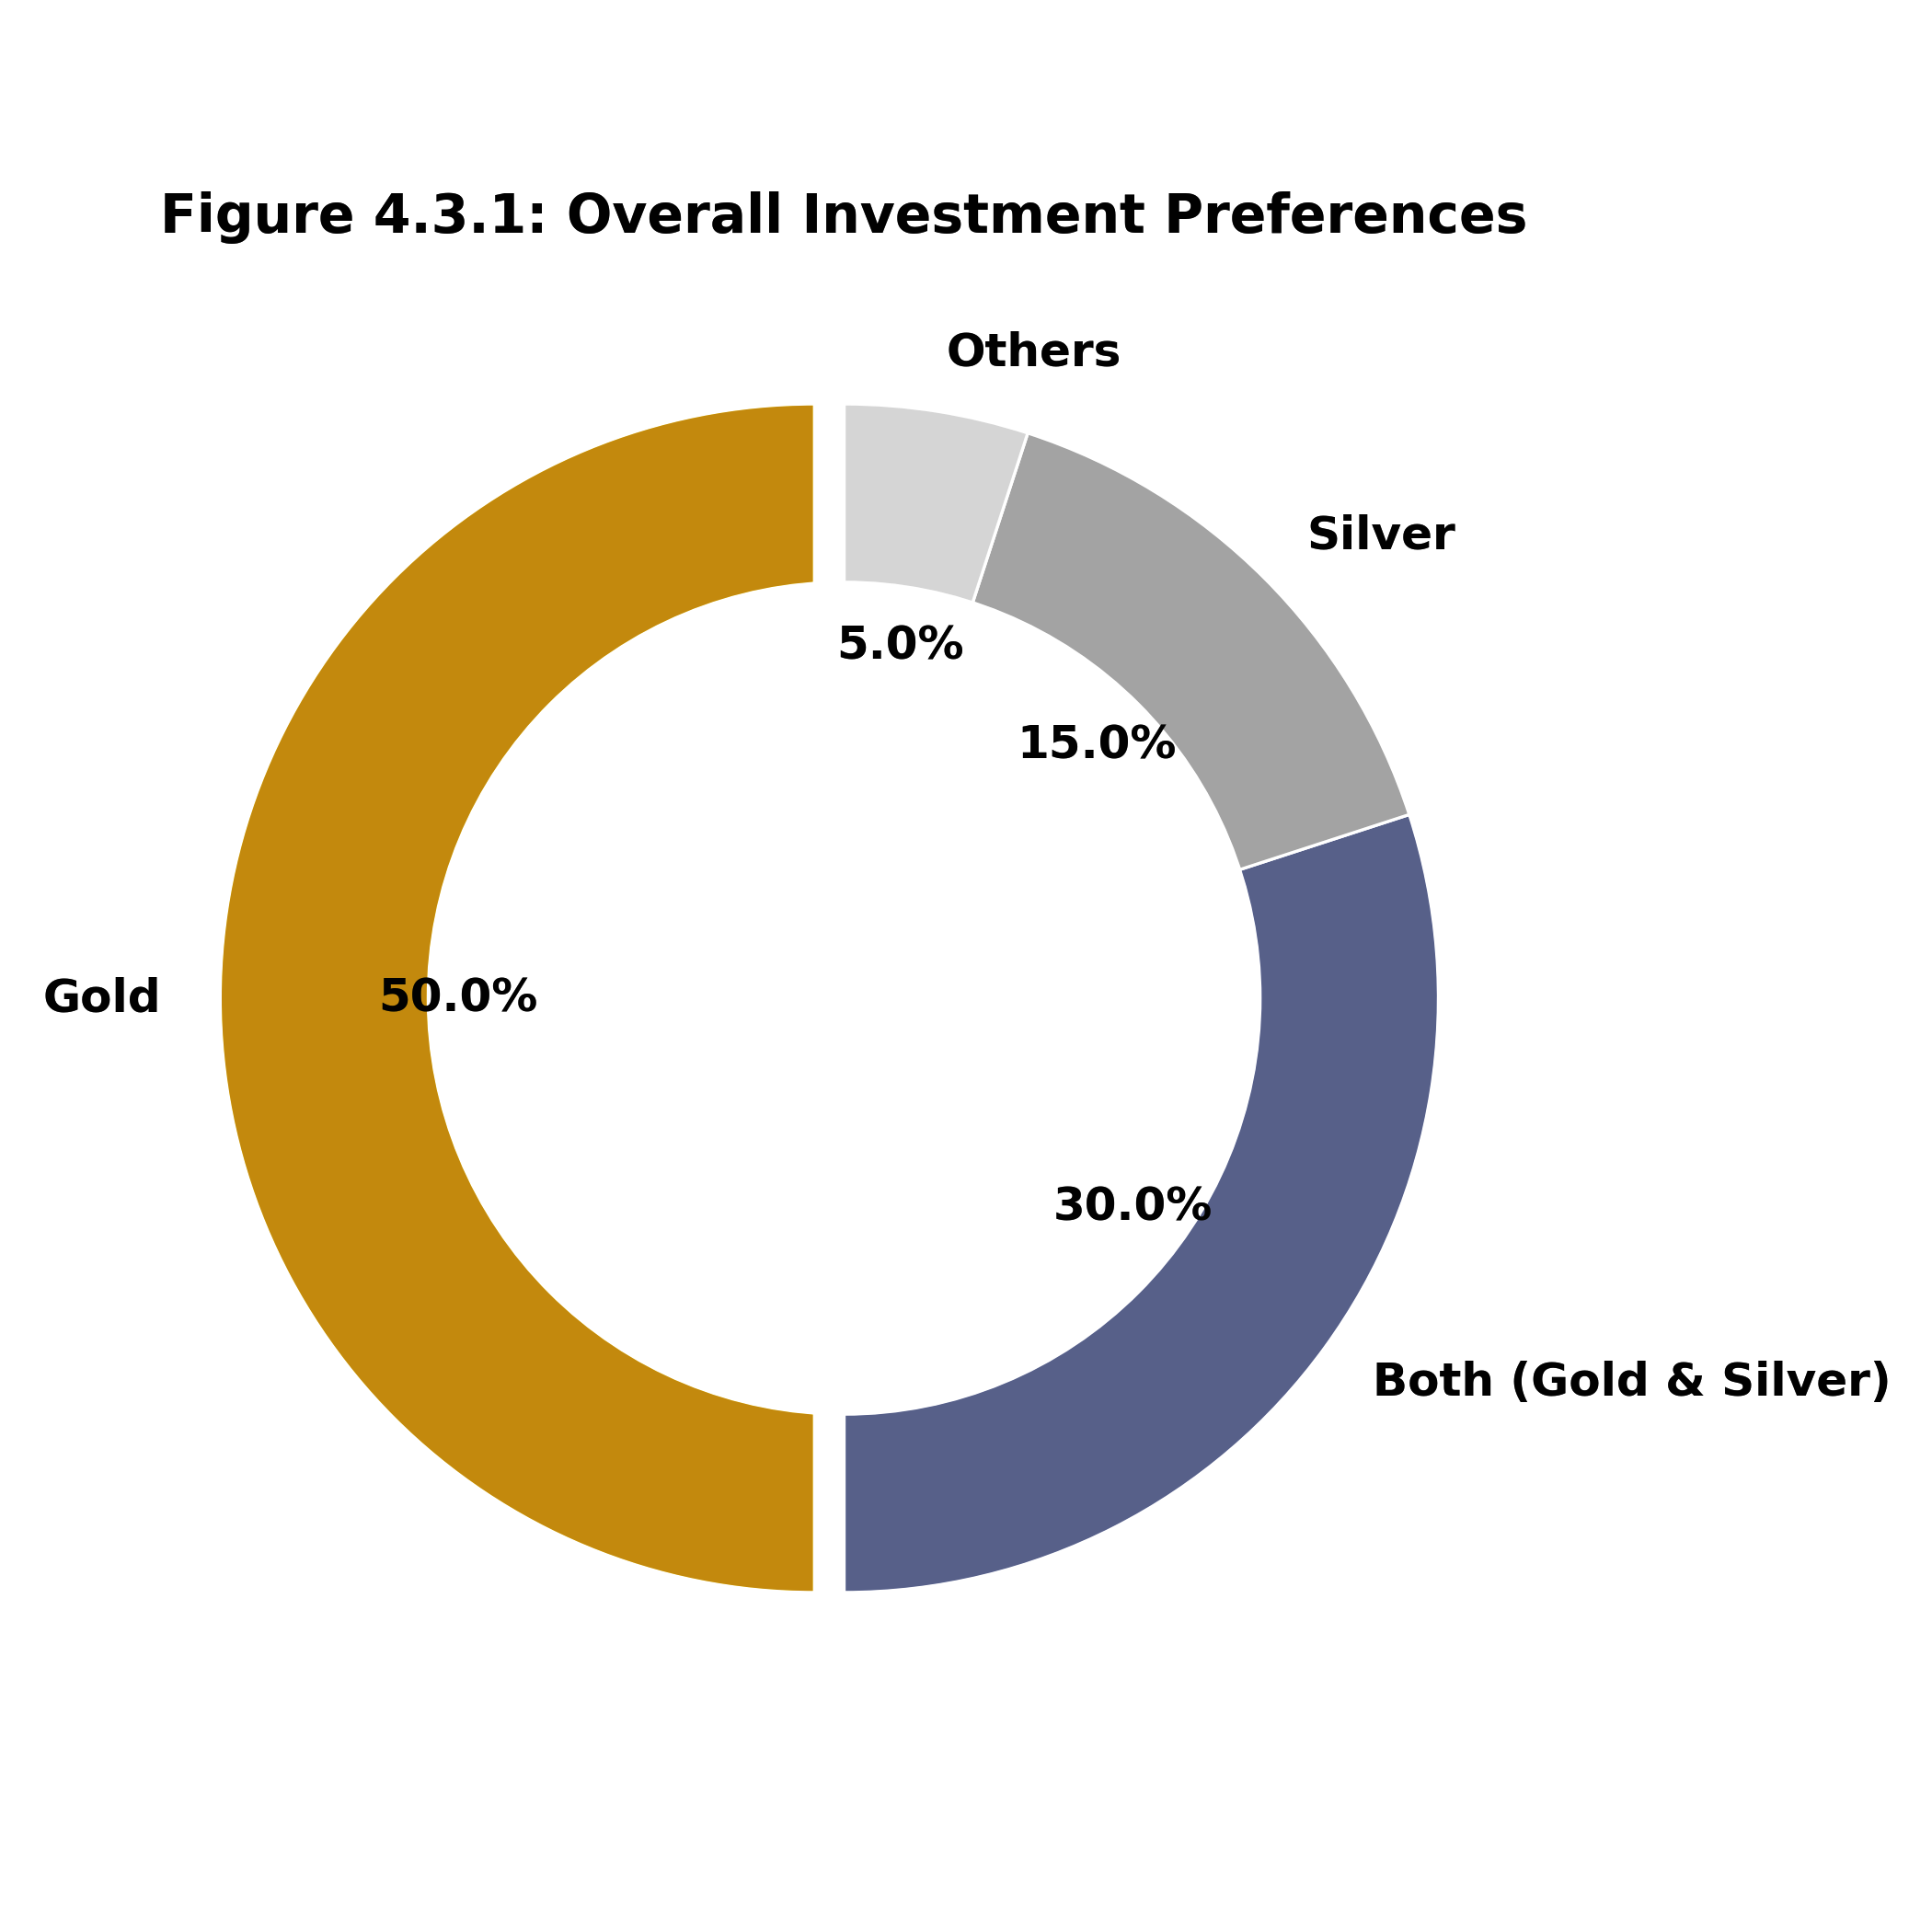 Figure 4.3.1: Overall Investment Preferences
Others
Silver
5.0%
15.0%
Gold
50.0%
30.0%
Both (Gold & Silver)